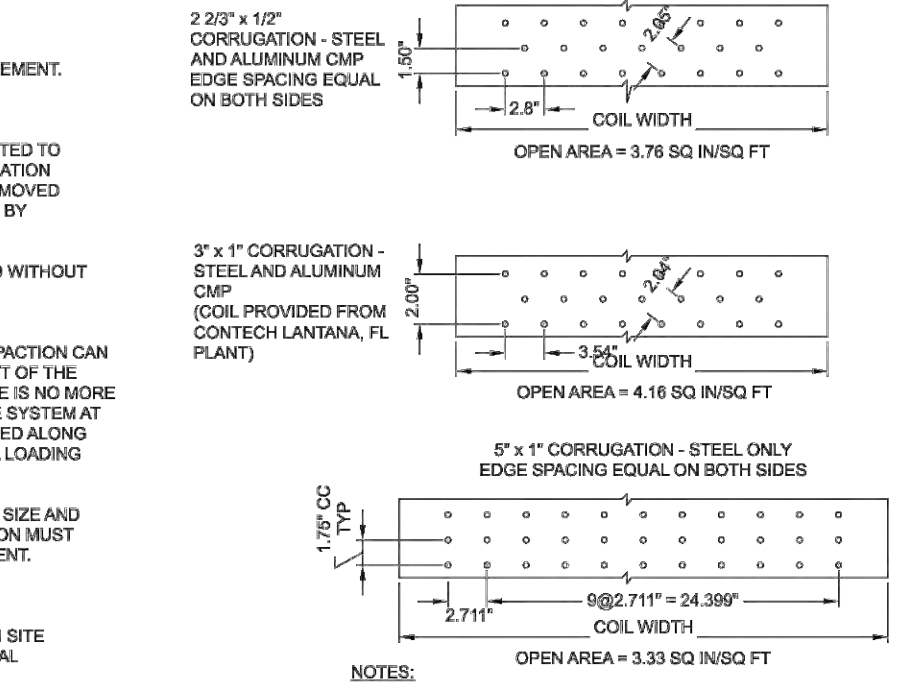 EMENT.
TED TO
ATION
MOVED
BY
WITHOUT
PACTION CAN
T OF THE
E IS NO MORE
E SYSTEM AT
ED ALONG
LOADING
SIZE AND
ON MUST
ENT.
SITE
AL
2 2/3" x 1/2"
CORRUGATION - STEEL
AND ALUMINUM CMP
EDGE SPACING EQUAL
ON BOTH SIDES
1.50"
2.05"
2.8"
COIL WIDTH
OPEN AREA = 3.76 SQ IN/SQ FT
3" x 1" CORRUGATION -
STEEL AND ALUMINUM
CMP
(COIL PROVIDED FROM
CONTECH LANTANA, FL
PLANT)
2.00"
2.04"
3.54"
COIL WIDTH
OPEN AREA = 4.16 SQ IN/SQ FT
5" x 1" CORRUGATION - STEEL ONLY
EDGE SPACING EQUAL ON BOTH SIDES
1.75" CC
TYP
2.711"
9@2.711" = 24.399"
COIL WIDTH
OPEN AREA = 3.33 SQ IN/SQ FT
NOTES: